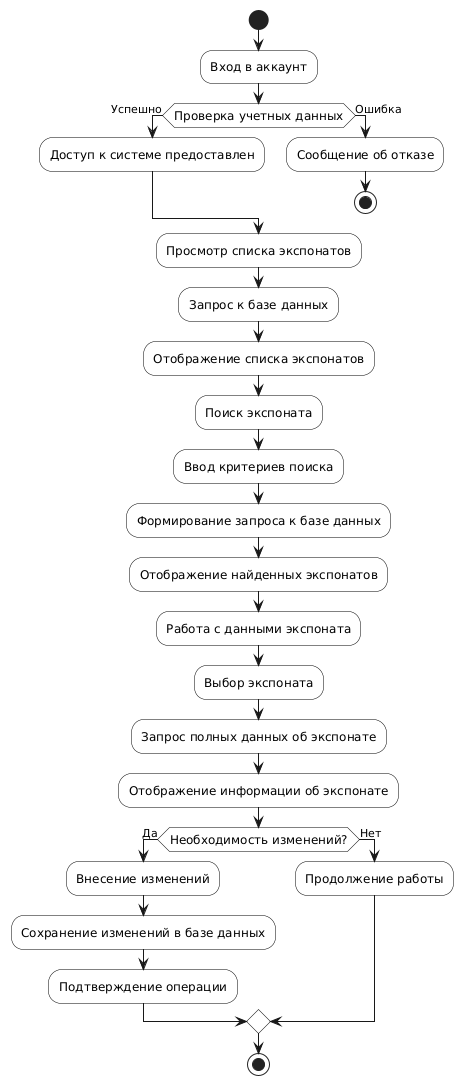 Вход в аккаунт
Успешно
Проверка учетных данных
Ошибка
Доступ к системе предоставлен
Сообщение об отказе
Просмотр списка экспонатов
Запрос к базе данных
Отображение списка экспонатов
Поиск экспоната
Ввод критериев поиска
Формирование запроса к базе данных
Отображение найденных экспонатов
Работа с данными экспоната
Выбор экспоната
Запрос полных данных об экспонате
Отображение информации об экспонате
Да
Необходимость изменений?
Нет
Внесение изменений
Продолжение работы
Сохранение изменений в базе данных
Подтверждение операции